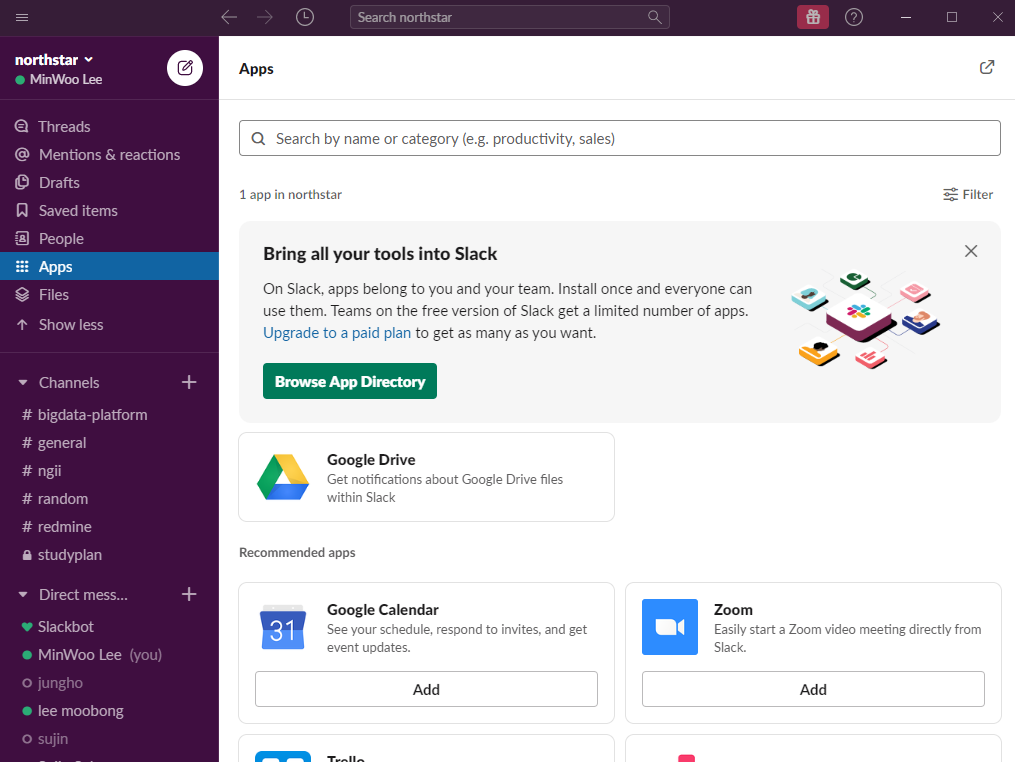 Search northstar
northstar
MinWoo Lee
Threads
Mentions & reactions
Drafts
Saved items
People
Apps
Files
Show less
Channels
# bigdata-platform
# general
# ngii
# random
# redmine
studyplan
Direct mess...
Slackbot
MinWoo Lee (you)
jungho
lee moobong
sujin
Apps
Search by name or category (e.g. productivity, sales)
1 app in northstar
Filter
Bring all your tools into Slack
On Slack, apps belong to you and your team. Install once and everyone can
use them. Teams on the free version of Slack get a limited number of apps.
Upgrade to a paid plan to get as many as you want.
Browse App Directory
Google Drive
Get notifications about Google Drive files
within Slack
Recommended apps
31
Google Calendar
See your schedule, respond to invites, and get
event updates.
Add
Zoom
Easily start a Zoom video meeting directly from
Slack.
Add
Trello